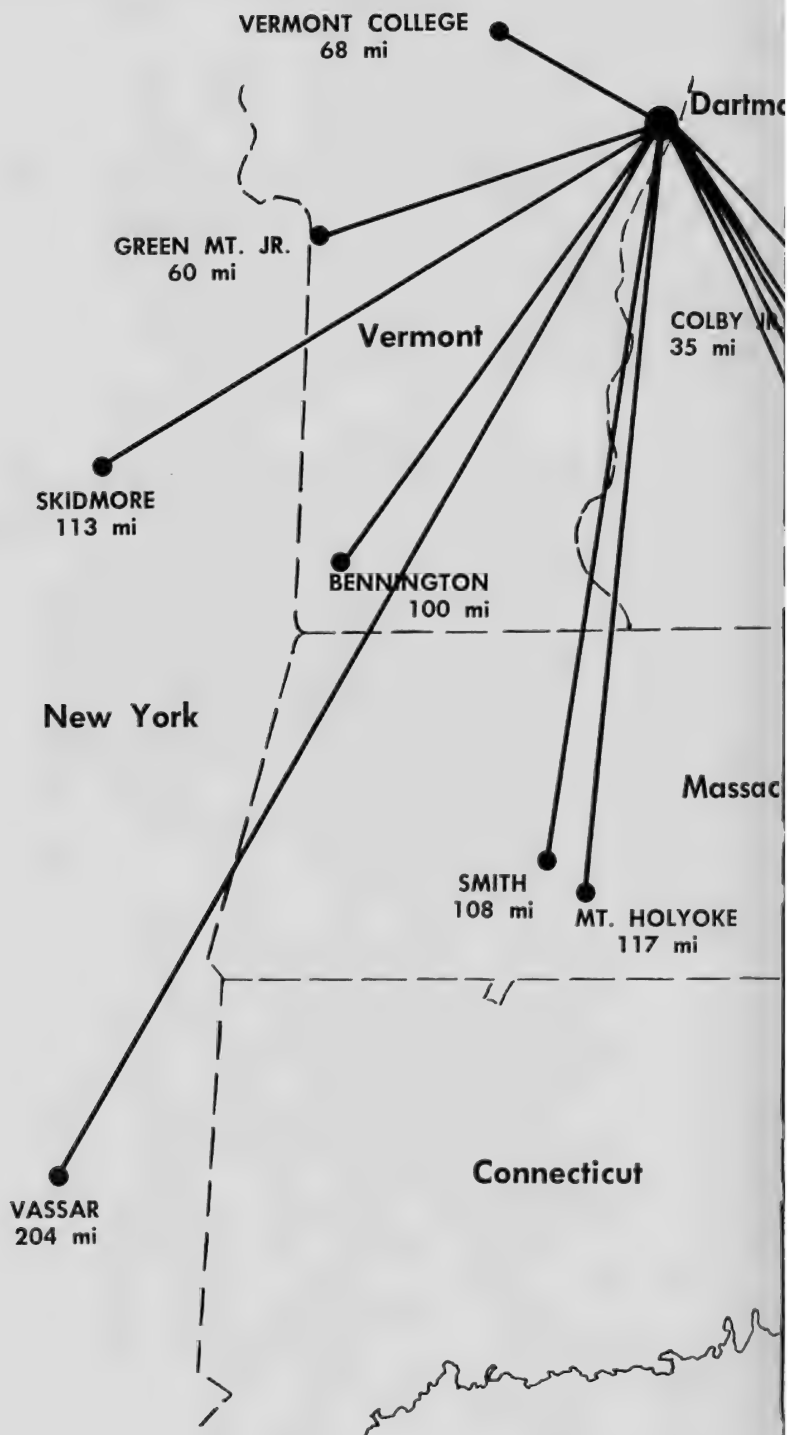 VERMONT COLLEGE
68 mi
Dartmo
GREEN MT. JR.
60 mi
Vermont
COLBY JR.
35 mi
SKIDMORE
113 mi
BENNINGTON
100 mi
New York
Massac
SMITH
108 mi
MT. HOLYOKE
117 mi
Connecticut
VASSAR
204 mi